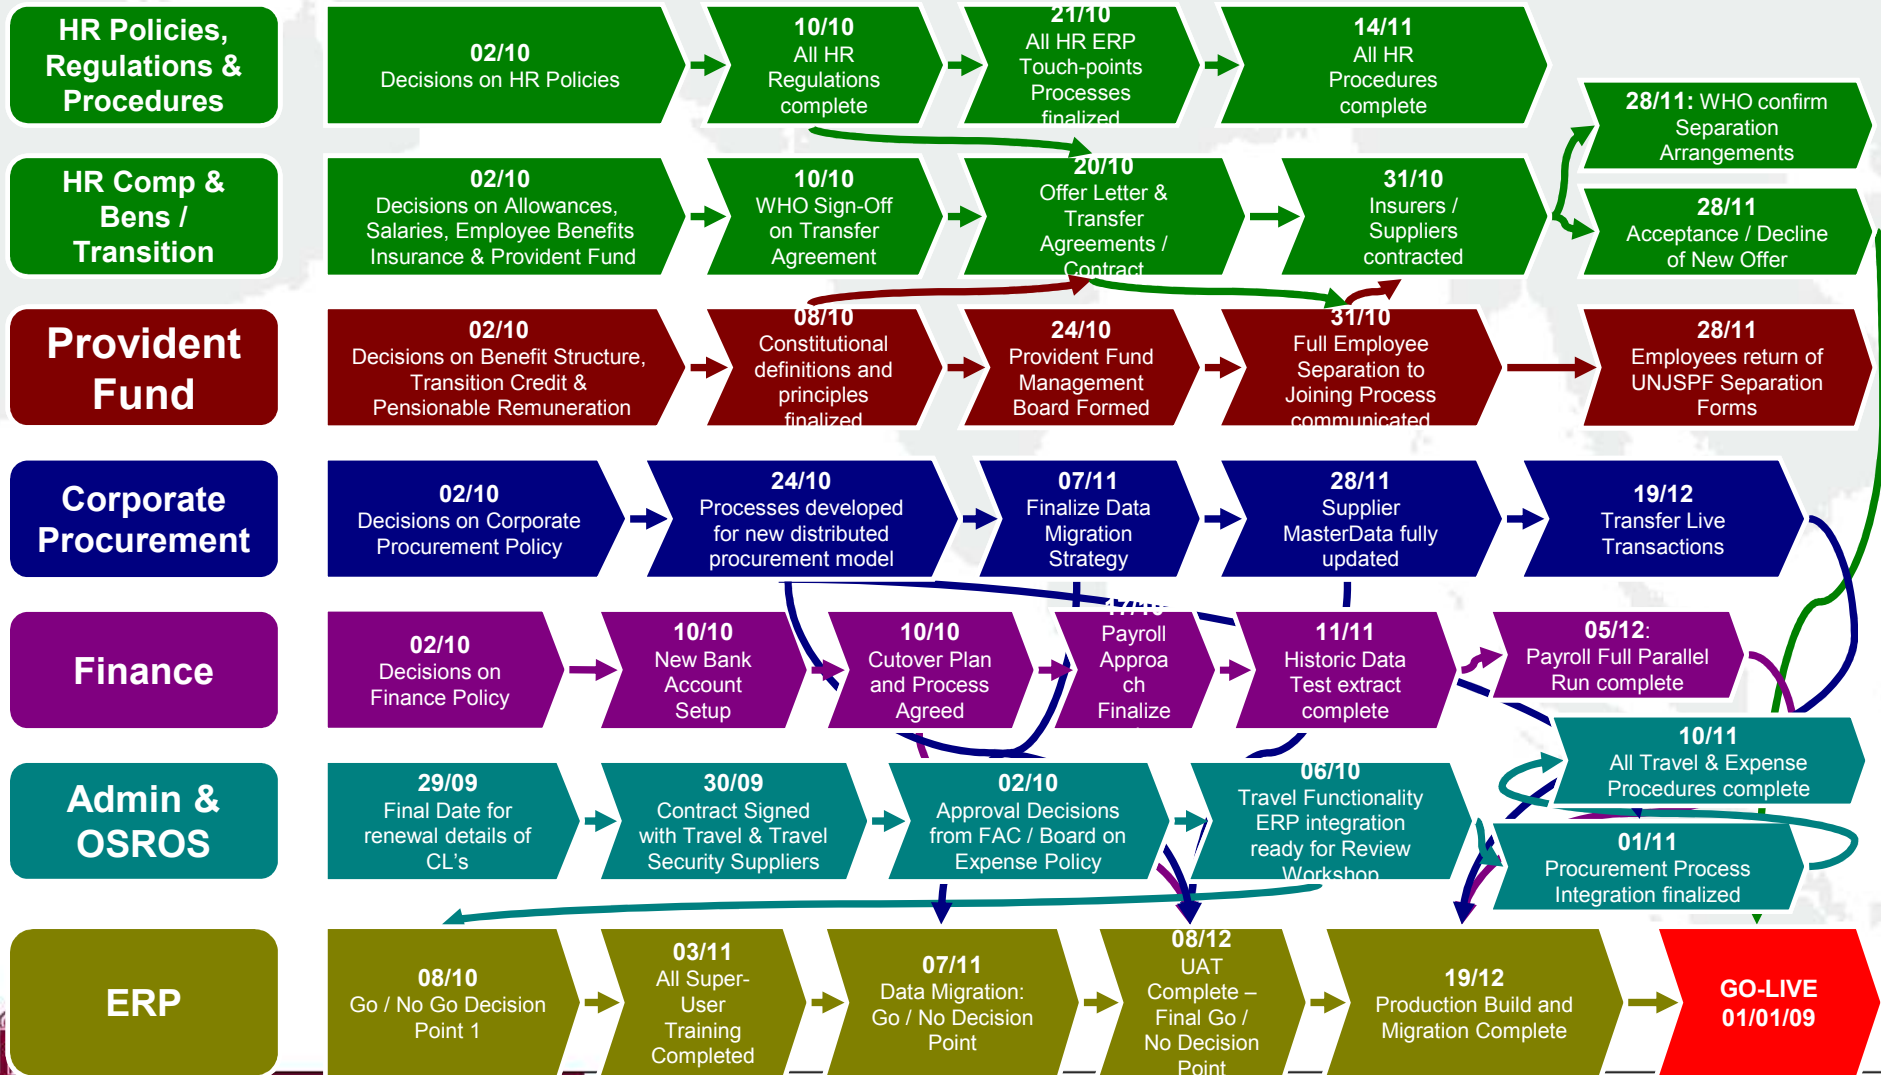 HR Policies,
Regulations &
Procedures
02/10
Decisions on HR Policies
10/10
All HR
Regulations
complete
21/10
All HR ERP
Touch-points
Processes
finalized
14/11
All HR
Procedures
complete
28/11: WHO confirm
Separation
Arrangements
HR Comp &
Bens /
Transition
02/10
Decisions on Allowances,
Salaries, Employee Benefits
Insurance & Provident Fund
10/10
WHO Sign-Off
on Transfer
Agreement
20/10
Offer Letter &
Transfer
Agreements /
Contract
31/10
Insurers /
Suppliers
contracted
28/11
Acceptance / Decline
of New Offer
Provident
Fund
02/10
Decisions on Benefit Structure,
Transition Credit &
Pensionable Remuneration
08/10
Constitutional
definitions and
principles
finalized
24/10
Provident Fund
Management
Board Formed
31/10
Full Employee
Separation to
Joining Process
communicated
28/11
Employees return of
UNJSPF Separation
Forms
Corporate
Procurement
02/10
Decisions on Corporate
Procurement Policy
24/10
Processes developed
for new distributed
procurement model
07/11
Finalize Data
Migration
Strategy
28/11
Supplier
MasterData fully
updated
19/12
Transfer Live
Transactions
Finance
02/10
Decisions on
Finance Policy
10/10
New Bank
Account
Setup
10/10
Cutover Plan
and Process
Agreed
Payroll
Approa
ch
Finalize
11/11
Historic Data
Test extract
complete
05/12:
Payroll Full Parallel
Run complete
Admin &
OSROS
29/09
Final Date for
renewal details of
CL's
30/09
Contract Signed
with Travel & Travel
Security Suppliers
02/10
Approval Decisions
from FAC / Board on
Expense Policy
06/10
Travel Functionality
ERP integration
ready for Review
Workshop
10/11
All Travel & Expense
Procedures complete
01/11
Procurement Process
Integration finalized
ERP
08/10
Go / No Go Decision
Point 1
03/11
All Super-
User
Training
Completed
07/11
Data Migration:
Go / No Decision
Point
08/12
UAT
Complete –
Final Go /
No Decision
Point
19/12
Production Build and
Migration Complete
GO-LIVE
01/01/09